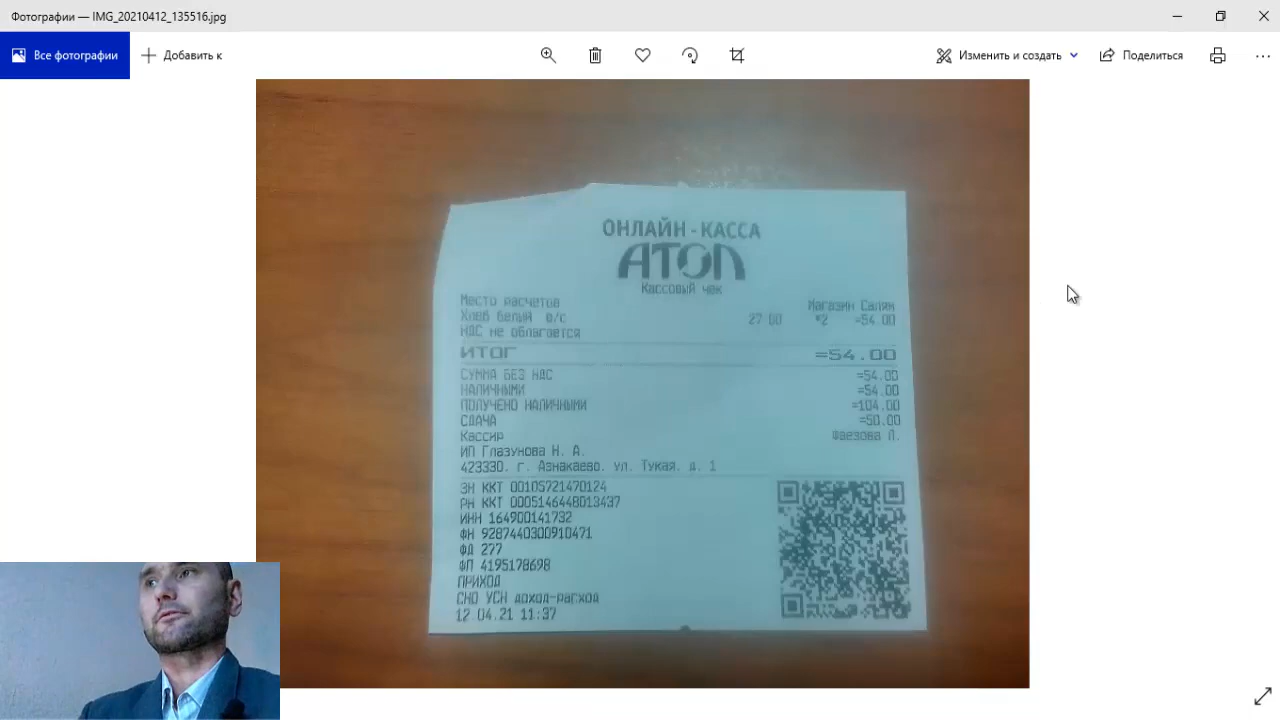 Фотографии — IMG_20210412_135516.jpg
Все фотографии
Добавить к
Изменить и создать
Поделиться
ОНЛАЙН-КАССА
АТОЛ
Кассовый чек
Место расчетов Магазин Салям
Хлеб белый в/с 27.00 *2 =54.00
НДС не облагается
ИТОГ =54.00
СУММА БЕЗ НДС =54.00
НАЛИЧНЫМИ =54.00
ПОЛУЧЕНО НАЛИЧНЫМИ =104.00
СДАЧА =50.00
Кассир Фаезова Л.
ИП Глазунова Н. А.
423330. г. Азнакаево. ул. Тукая. д. 1
ЗН ККТ 00105721470124
РН ККТ 0005146448013437
ИНН 164900141732
ФН 9287440300910471
ФД 277
ФП 4195178698
ПРИХОД
СНО УСН доход-расход
12.04.21 11:37